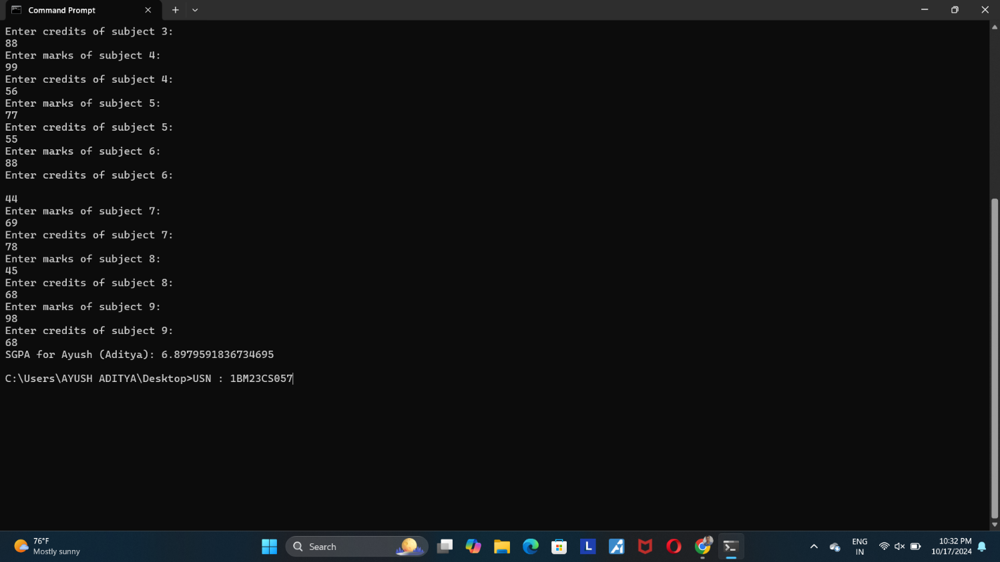 Command Prompt
Enter credits of subject 3:
88
Enter marks of subject 4:
99
Enter credits of subject 4:
56
Enter marks of subject 5:
77
Enter credits of subject 5:
55
Enter marks of subject 6:
88
Enter credits of subject 6:
44
Enter marks of subject 7:
69
Enter credits of subject 7:
78
Enter marks of subject 8:
45
Enter credits of subject 8:
68
Enter marks of subject 9:
98
Enter credits of subject 9:
68
SGPA for Ayush (Aditya): 6.8979591836734695
C:\Users\AYUSH ADITYA\Desktop>USN : 1BM23CS057
76°F
Mostly sunny
Search
L
ENG
IN
10:32 PM
10/17/2024